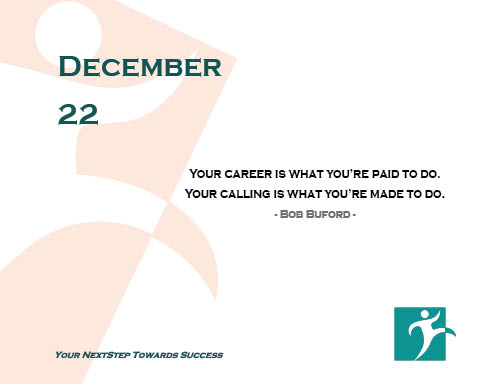 December
22
Your career is what you're paid to do.
Your calling is what you're made to do.
- Bob Buford -
Your NextStep Towards Success